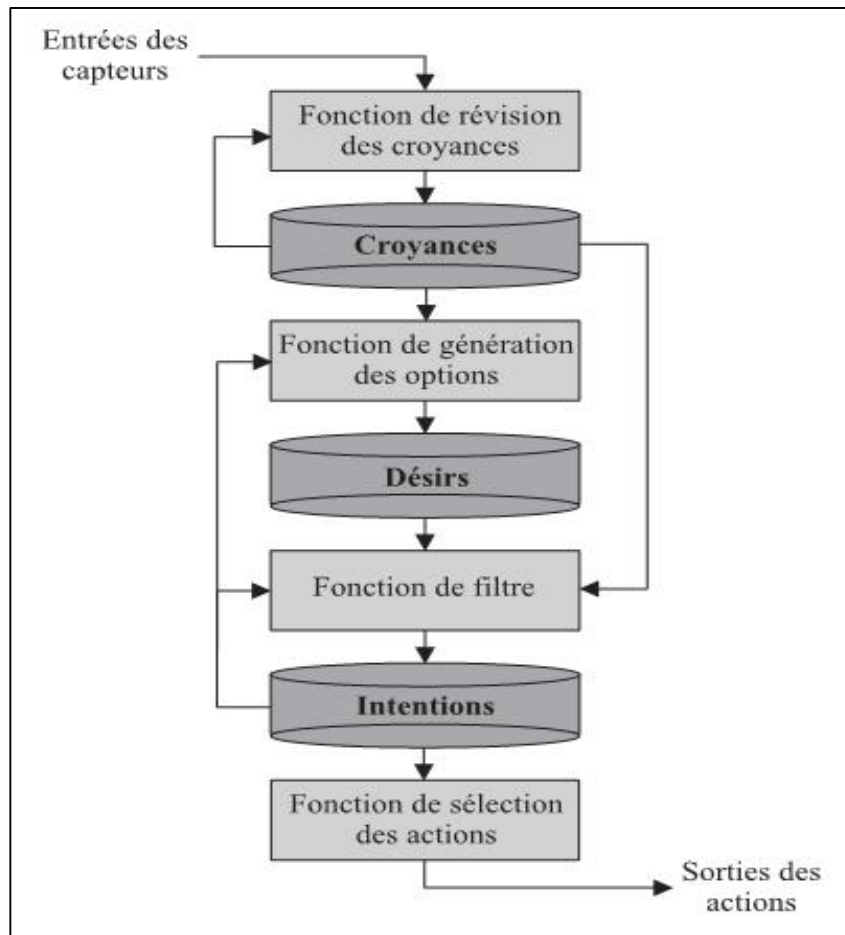 Entrées des
capteurs
Fonction de révision
des croyances
Croyances
Fonction de génération
des options
Désirs
Fonction de filtre
Intentions
Fonction de sélection
des actions
Sorties des
actions